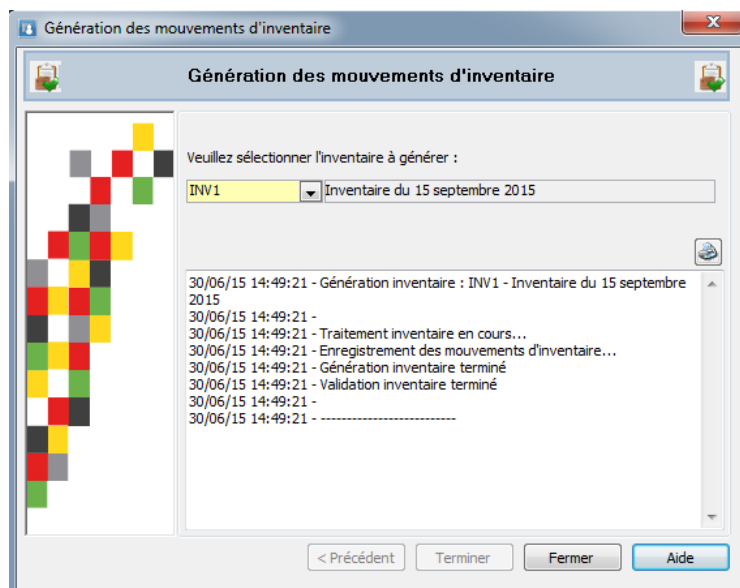 Génération des mouvements d'inventaire
Génération des mouvements d'inventaire
Veuillez sélectionner l'inventaire à générer :
INV1 Inventaire du 15 septembre 2015
30/06/15 14:49:21 - Génération inventaire : INV1 - Inventaire du 15 septembre
2015
30/06/15 14:49:21 -
30/06/15 14:49:21 - Traitement inventaire en cours...
30/06/15 14:49:21 - Enregistrement des mouvements d'inventaire...
30/06/15 14:49:21 - Génération inventaire terminé
30/06/15 14:49:21 - Validation inventaire terminé
30/06/15 14:49:21 -
30/06/15 14:49:21 - ---------------------------
< Précédent Terminer Fermer Aide